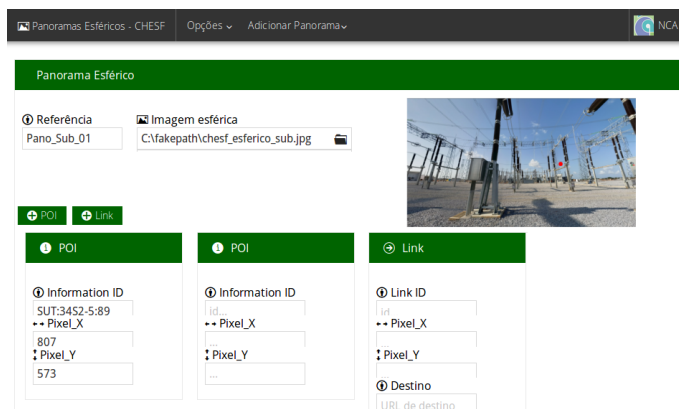 Panoramas Esféricos - CHESF Opções Adicionar Panorama NCA
Panorama Esférico
Referência Imagem esférica
Pano_Sub_01 C:\fakepath\chesf_esferico_sub.jpg
POI Link
1 POI 1 POI Link
Information ID Information ID Link ID
SUT:34S2-5:89 id... id
Pixel_X Pixel_X Pixel_X
807 ... ...
Pixel_Y Pixel_Y Pixel_Y
573 ... ...
Destino
URL de destino